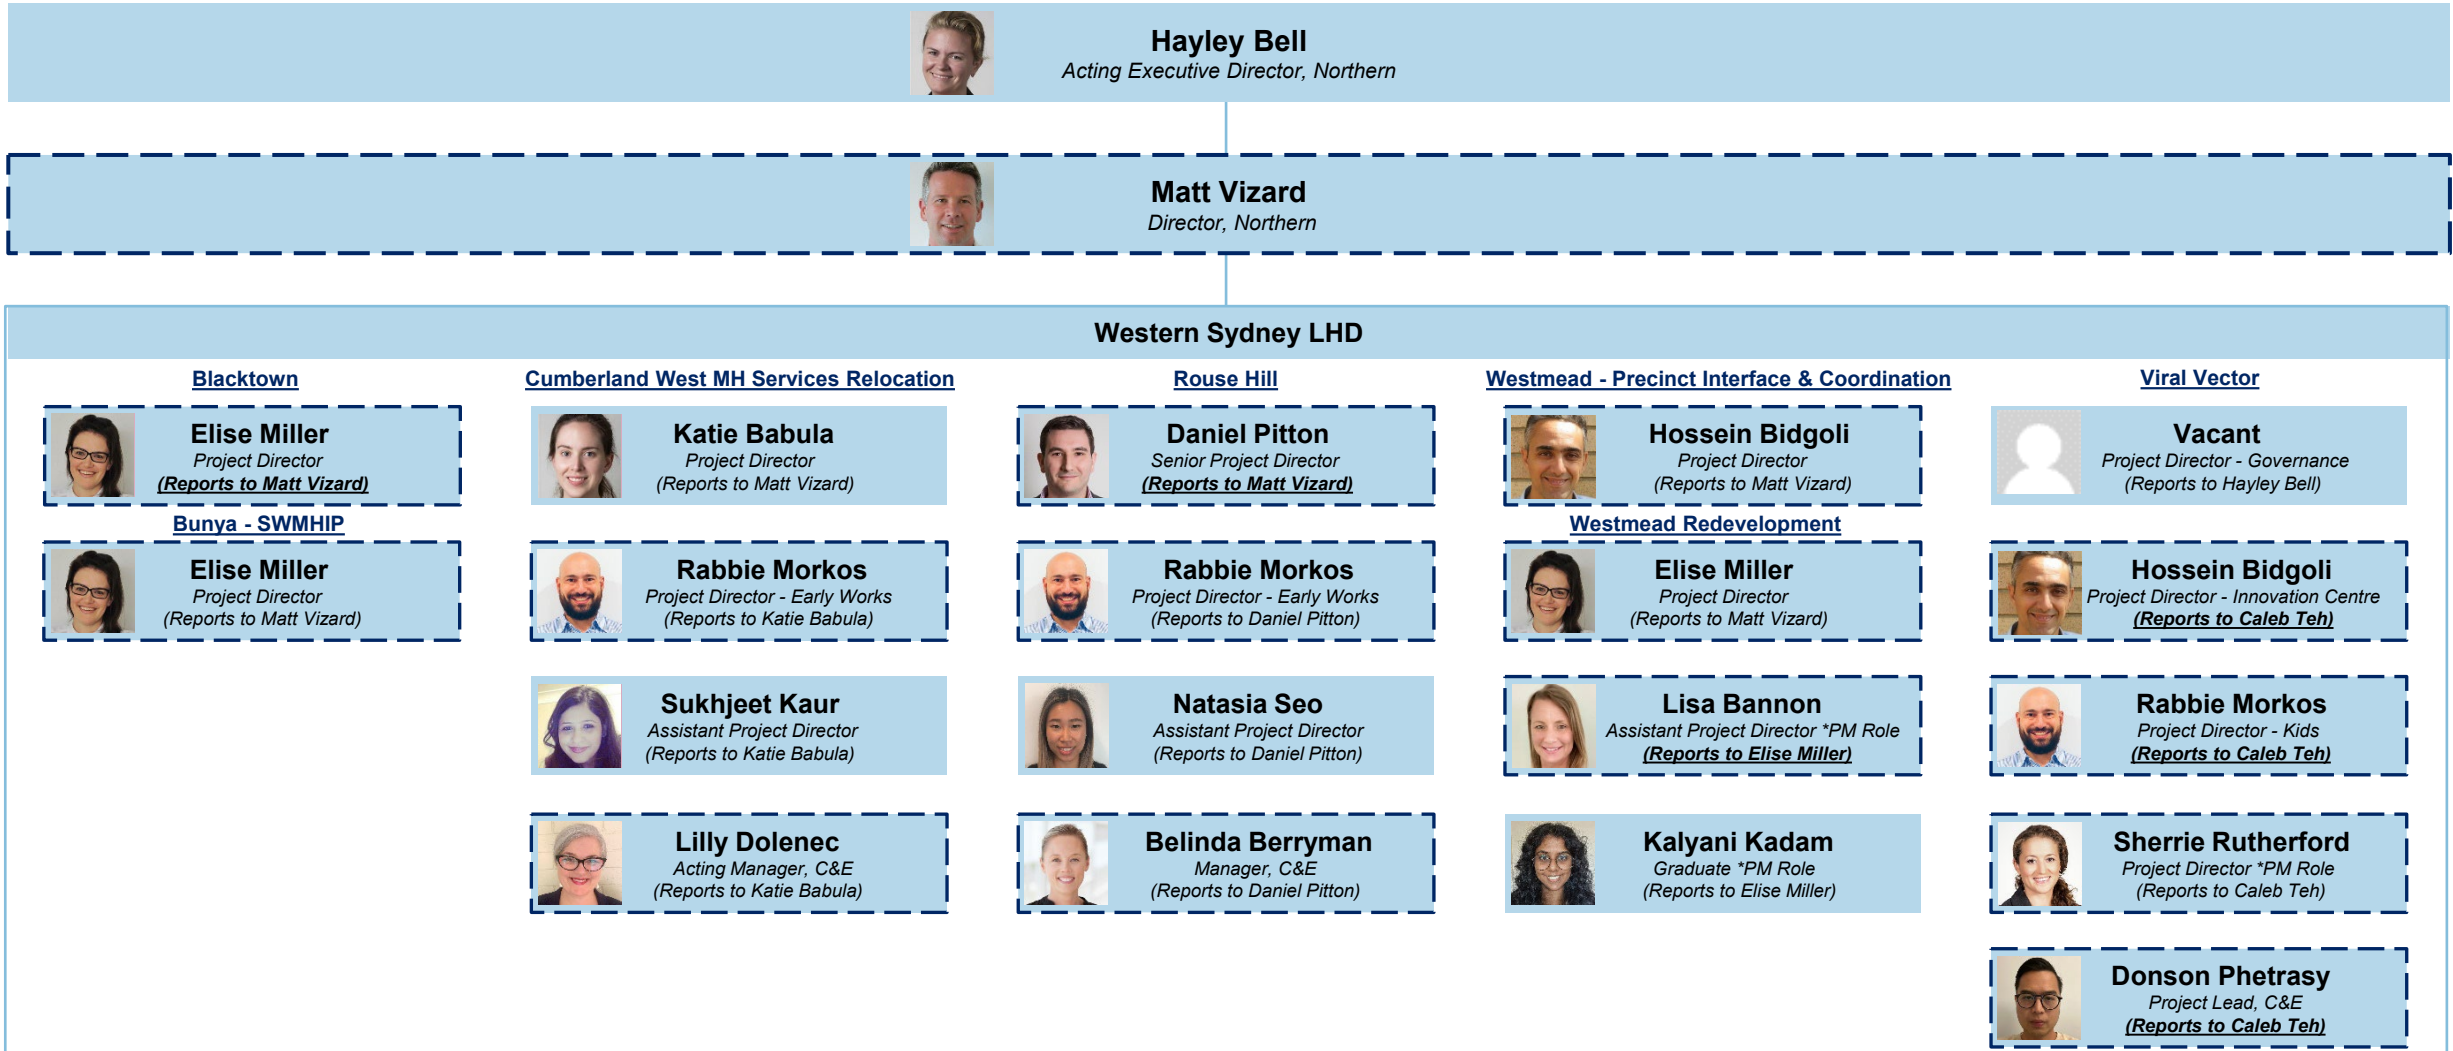 Hayley Bell
Acting Executive Director, Northern
Matt Vizard
Director, Northern
Western Sydney LHD
Blacktown
Elise Miller
Project Director
(Reports to Matt Vizard)
Bunya - SWMHIP
Elise Miller
Project Director
(Reports to Matt Vizard)
Cumberland West MH Services Relocation
Katie Babula
Project Director
(Reports to Matt Vizard)
Rabbie Morkos
Project Director - Early Works
(Reports to Katie Babula)
Sukhjeet Kaur
Assistant Project Director
(Reports to Katie Babula)
Lilly Dolenec
Acting Manager, C&E
(Reports to Katie Babula)
Rouse Hill
Daniel Pitton
Senior Project Director
(Reports to Matt Vizard)
Rabbie Morkos
Project Director - Early Works
(Reports to Daniel Pitton)
Natasia Seo
Assistant Project Director
(Reports to Daniel Pitton)
Belinda Berryman
Manager, C&E
(Reports to Daniel Pitton)
Westmead - Precinct Interface & Coordination
Hossein Bidgoli
Project Director
(Reports to Matt Vizard)
Westmead Redevelopment
Elise Miller
Project Director
(Reports to Matt Vizard)
Lisa Bannon
Assistant Project Director *PM Role
(Reports to Elise Miller)
Kalyani Kadam
Graduate *PM Role
(Reports to Elise Miller)
Viral Vector
Vacant
Project Director - Governance
(Reports to Hayley Bell)
Hossein Bidgoli
Project Director - Innovation Centre
(Reports to Caleb Teh)
Rabbie Morkos
Project Director - Kids
(Reports to Caleb Teh)
Sherrie Rutherford
Project Director *PM Role
(Reports to Caleb Teh)
Donson Phetrasy
Project Lead, C&E
(Reports to Caleb Teh)